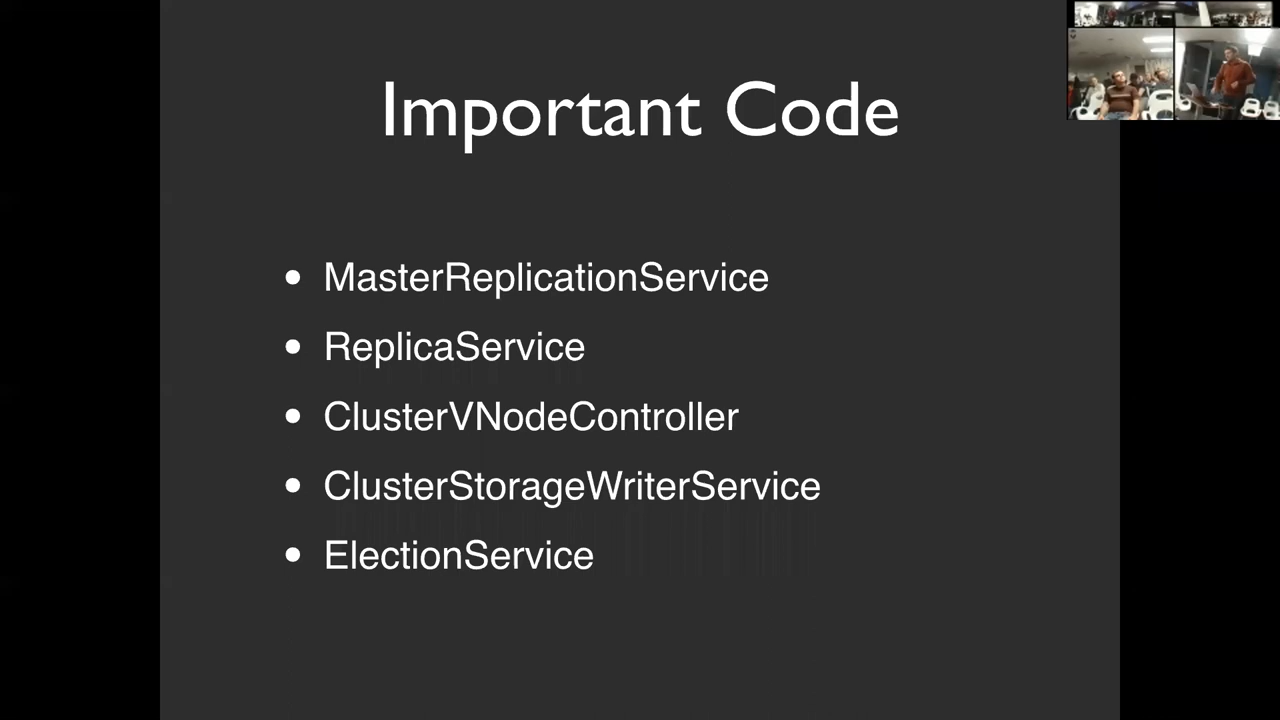 Important Code
• MasterReplicationService
• ReplicaService
• ClusterVNodeController
• ClusterStorageWriterService
• ElectionService